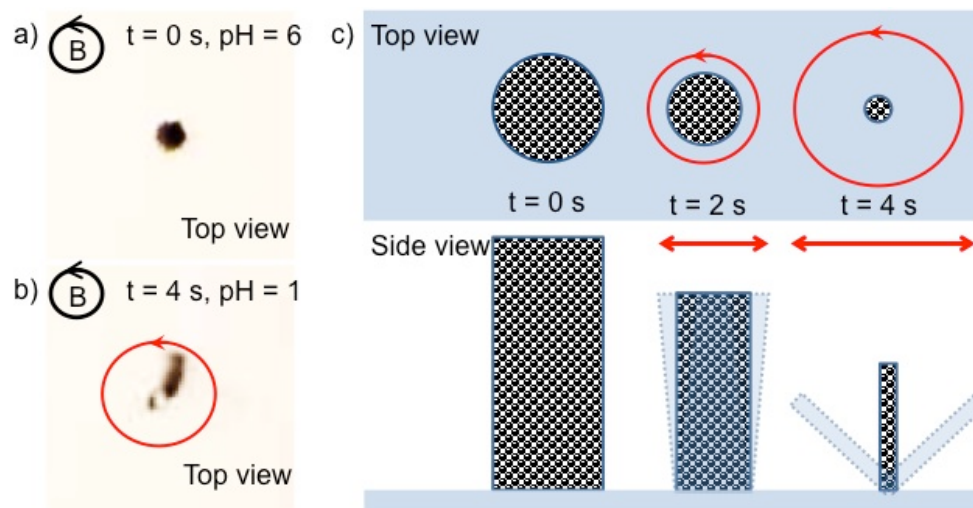 a) B t = 0 s, pH = 6
Top view
b) B t = 4 s, pH = 1
Top view
c) Top view
t = 0 s t = 2 s t = 4 s
Side view